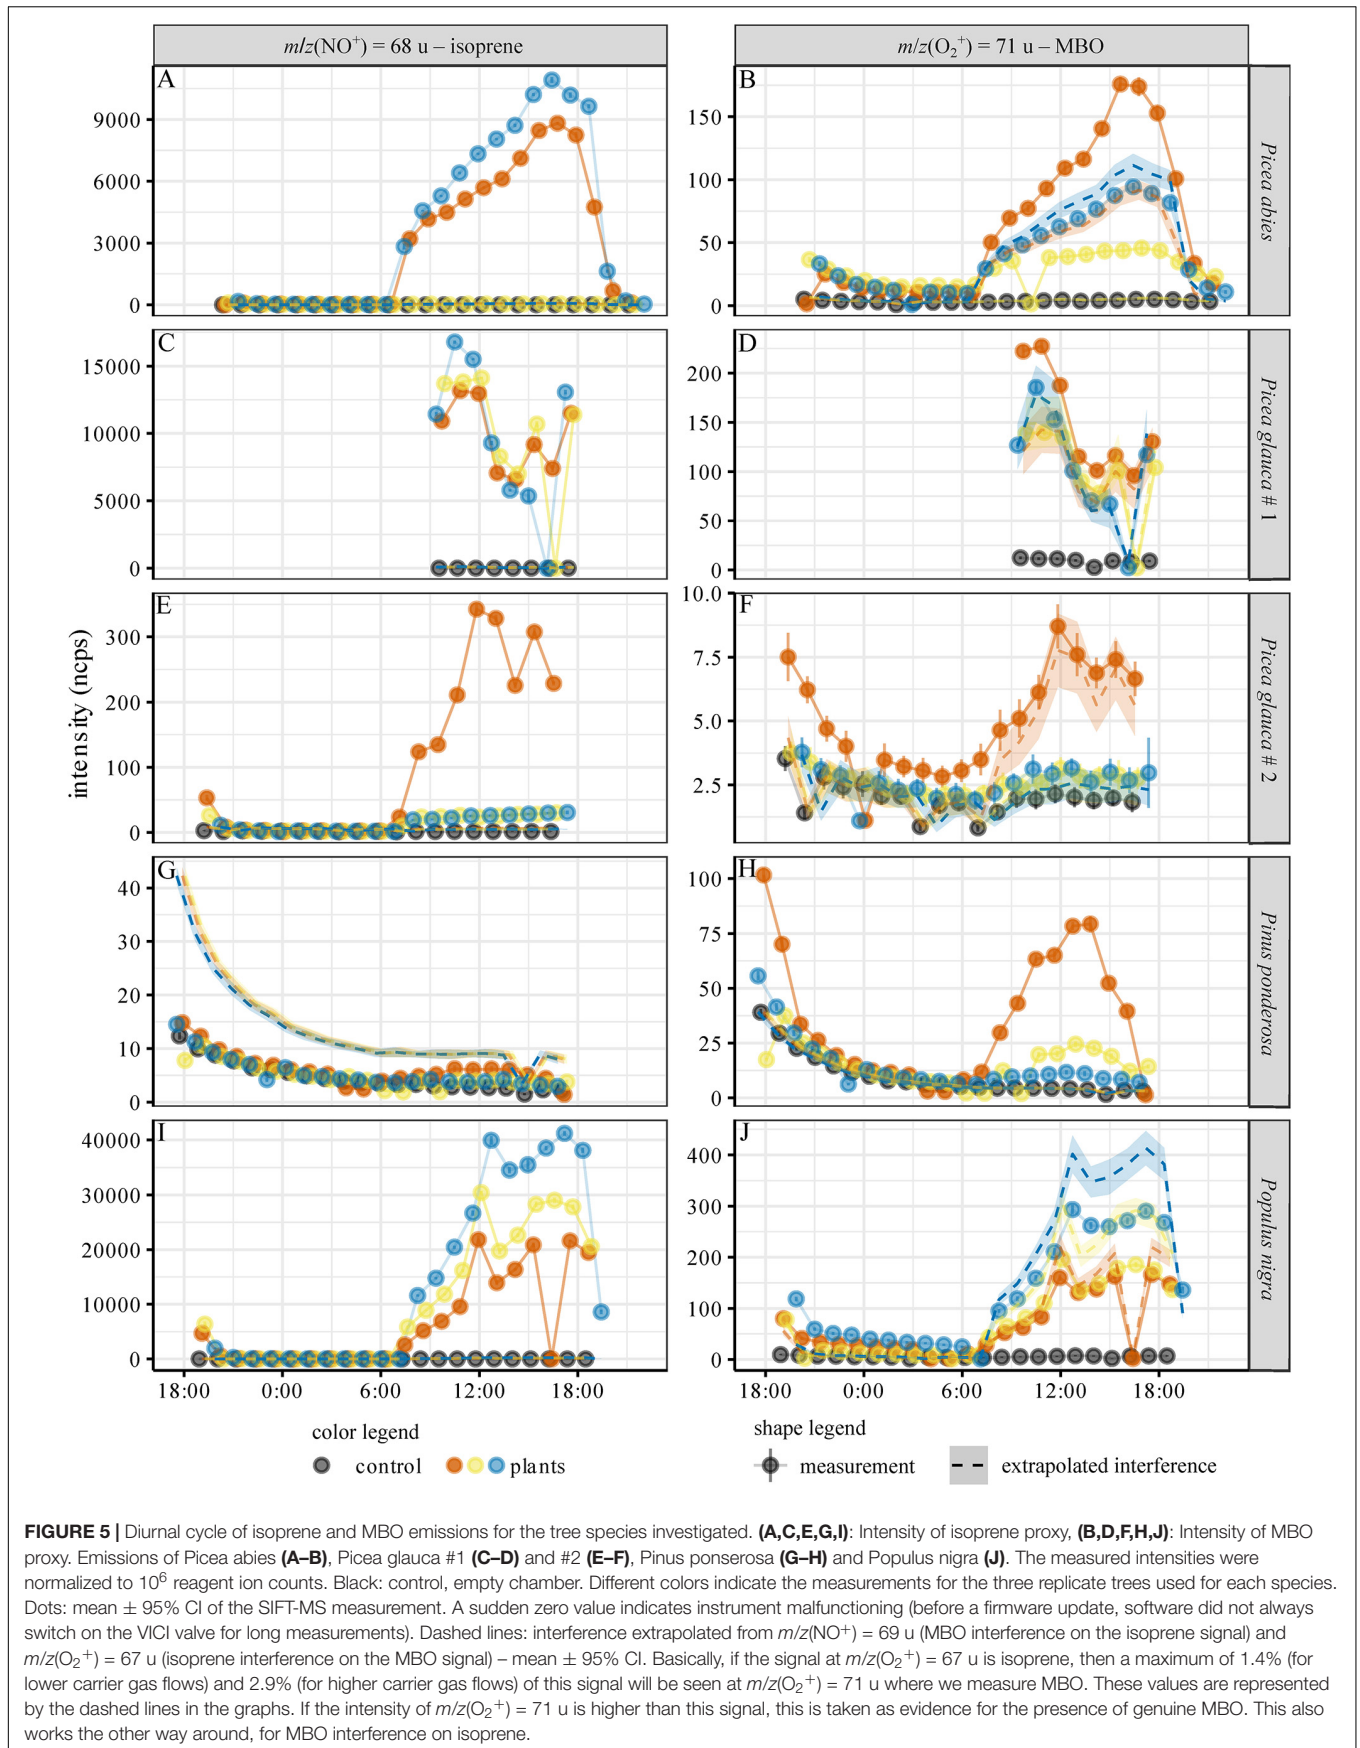 m/z(NO+) = 68 u – isoprene
m/z(O2+) = 71 u – MBO
A
9000
6000
3000
0
B
150
100
50
0
Picea abies
C
15000
10000
5000
0
D
200
150
100
50
0
Picea glauca # 1
E
300
200
100
0
F
10.0
7.5
5.0
2.5
Picea glauca # 2
intensity (ncps)
G
40
30
20
10
0
H
100
75
50
25
0
Pinus ponderosa
I
40000
30000
20000
10000
0
J
400
300
200
100
0
Populus nigra
18:00 0:00 6:00 12:00 18:00
18:00 0:00 6:00 12:00 18:00
color legend
control plants
shape legend
measurement extrapolated interference
FIGURE 5 | Diurnal cycle of isoprene and MBO emissions for the tree species investigated. (A,C,E,G,I): Intensity of isoprene proxy, (B,D,F,H,J): Intensity of MBO
proxy. Emissions of Picea abies (A–B), Picea glauca #1 (C–D) and #2 (E–F), Pinus ponserosa (G–H) and Populus nigra (J). The measured intensities were
normalized to 10⁶ reagent ion counts. Black: control, empty chamber. Different colors indicate the measurements for the three replicate trees used for each species.
Dots: mean ± 95% CI of the SIFT-MS measurement. A sudden zero value indicates instrument malfunctioning (before a firmware update, software did not always
switch on the VICI valve for long measurements). Dashed lines: interference extrapolated from m/z(NO+) = 69 u (MBO interference on the isoprene signal) and
m/z(O2+) = 67 u (isoprene interference on the MBO signal) – mean ± 95% CI. Basically, if the signal at m/z(O2+) = 67 u is isoprene, then a maximum of 1.4% (for
lower carrier gas flows) and 2.9% (for higher carrier gas flows) of this signal will be seen at m/z(O2+) = 71 u where we measure MBO. These values are represented
by the dashed lines in the graphs. If the intensity of m/z(O2+) = 71 u is higher than this signal, this is taken as evidence for the presence of genuine MBO. This also
works the other way around, for MBO interference on isoprene.